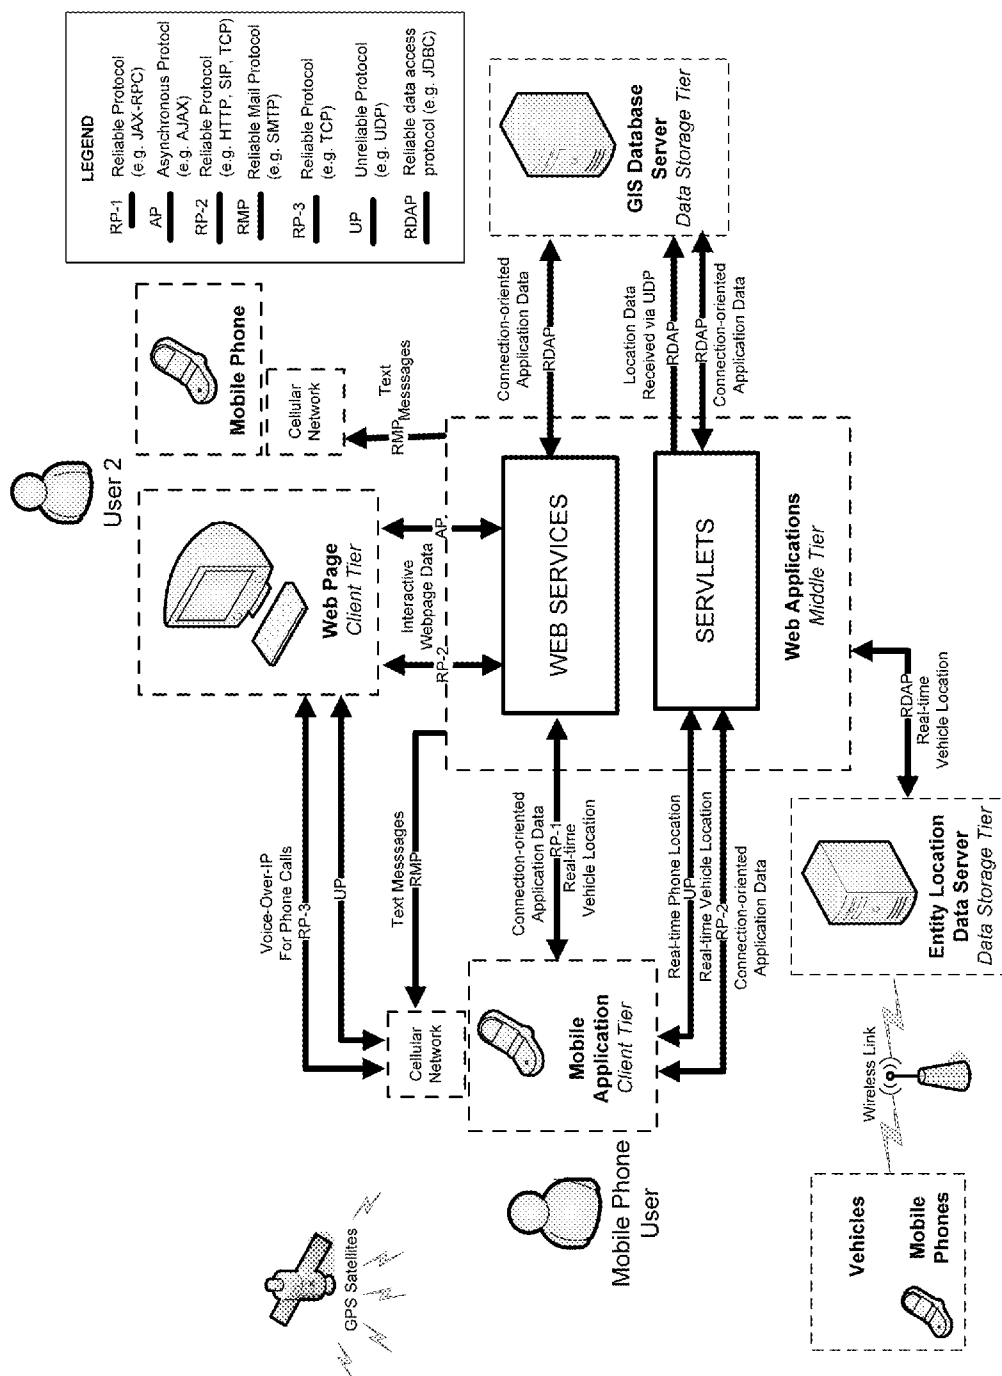 LEGEND
RP-1
Reliable Protocol
(e.g. JAX-RPC)
AP
Asynchronous Protocl
(e.g. AJAX)
RP-2
Reliable Protocol
(e.g. HTTP, SIP, TCP)
RMP
Reliable Mail Protocol
(e.g. SMTP)
RP-3
Reliable Protocol
(e.g. TCP)
UP
Unreliable Protocol
(e.g. UDP)
RDAP
Reliable data access
protocol (e.g. JDBC)
User 2
Mobile Phone
Cellular
Network
Text
Messsages
RMP
Web Page
Client Tier
AP
Interactive
Webpage Data
RP-2
Voice-Over-IP
For Phone Calls
RP-3
UP
Text Messsages
RMP
Cellular
Network
GPS Satellites
Mobile Phone
User
Mobile
Application
Client Tier
Connection-oriented
Application Data
RP-1
Real-time
Vehicle Location
Real-time Phone Location
UP
Real-time Vehicle Location
RP-2
Connection-oriented
Application Data
WEB SERVICES
SERVLETS
Web Applications
Middle Tier
Connection-oriented
Application Data
RDAP
Location Data
Received via UDP
RDAP
RDAP
Connection-oriented
Application Data
GIS Database
Server
Data Storage Tier
RDAP
Real-time
Vehicle Location
Entity Location
Data Server
Data Storage Tier
Wireless Link
Vehicles
Mobile
Phones